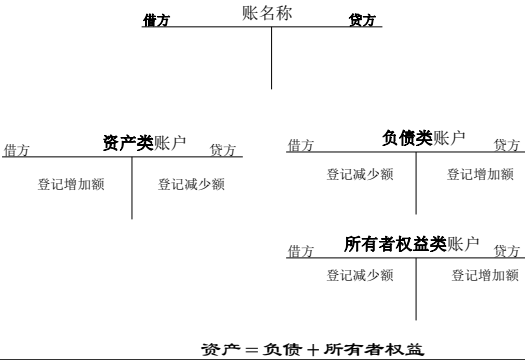 借方 账名称 贷方
借方 资产类账户 贷方
登记增加额 登记减少额
借方 负债类账户 贷方
登记减少额 登记增加额
借方 所有者权益类账户 贷方
登记减少额 登记增加额
资产＝负债＋所有者权益